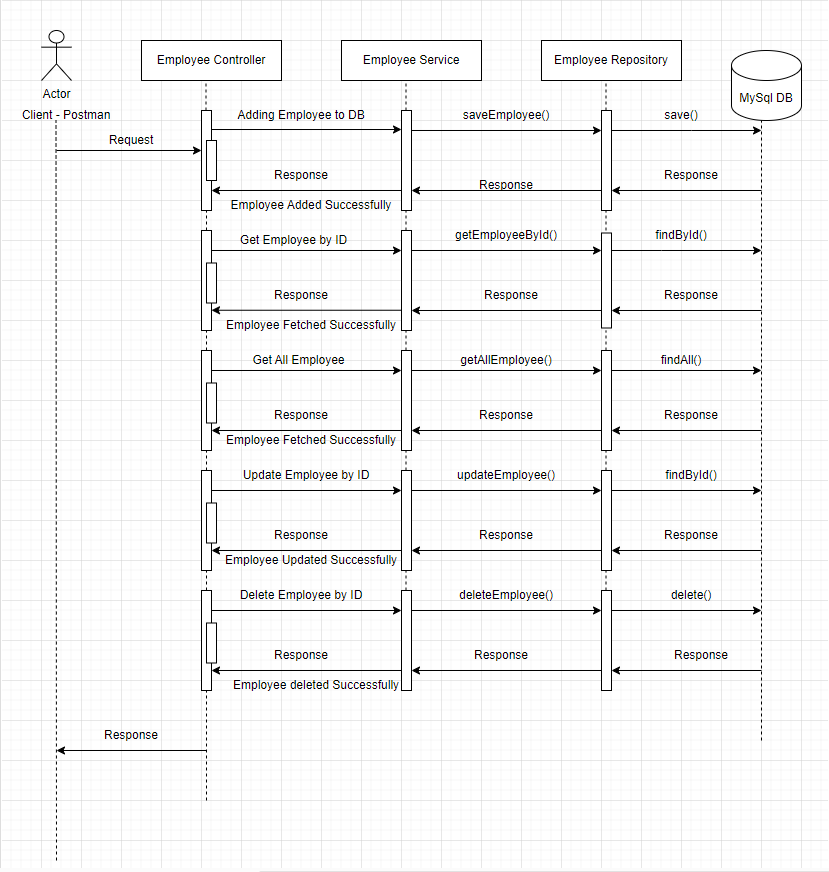 Employee Controller
Employee Service
Employee Repository
MySql DB
Actor
Client - Postman
Request
Adding Employee to DB
saveEmployee()
save()
Response
Response
Response
Employee Added Successfully
Get Employee by ID
getEmployeeById()
findById()
Response
Response
Response
Employee Fetched Successfully
Get All Employee
getAllEmployee()
findAll()
Response
Response
Response
Employee Fetched Successfully
Update Employee by ID
updateEmployee()
findById()
Response
Response
Response
Employee Updated Successfully
Delete Employee by ID
deleteEmployee()
delete()
Response
Response
Response
Employee deleted Successfully
Response